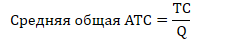 Средняя общая ATC = TC/Q